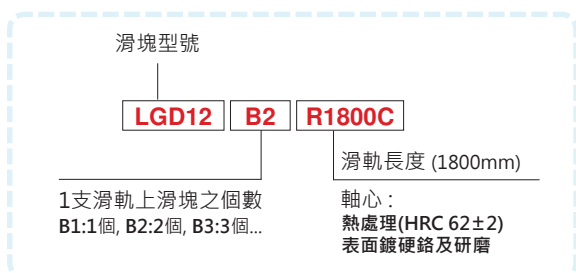 滑塊型號
LGD12 B2 R1800C
滑軌長度 (1800mm)
1支滑軌上滑塊之個數
B1:1個, B2:2個, B3:3個...
軸心 :
熱處理(HRC 62±2)
表面鍍硬鉻及研磨